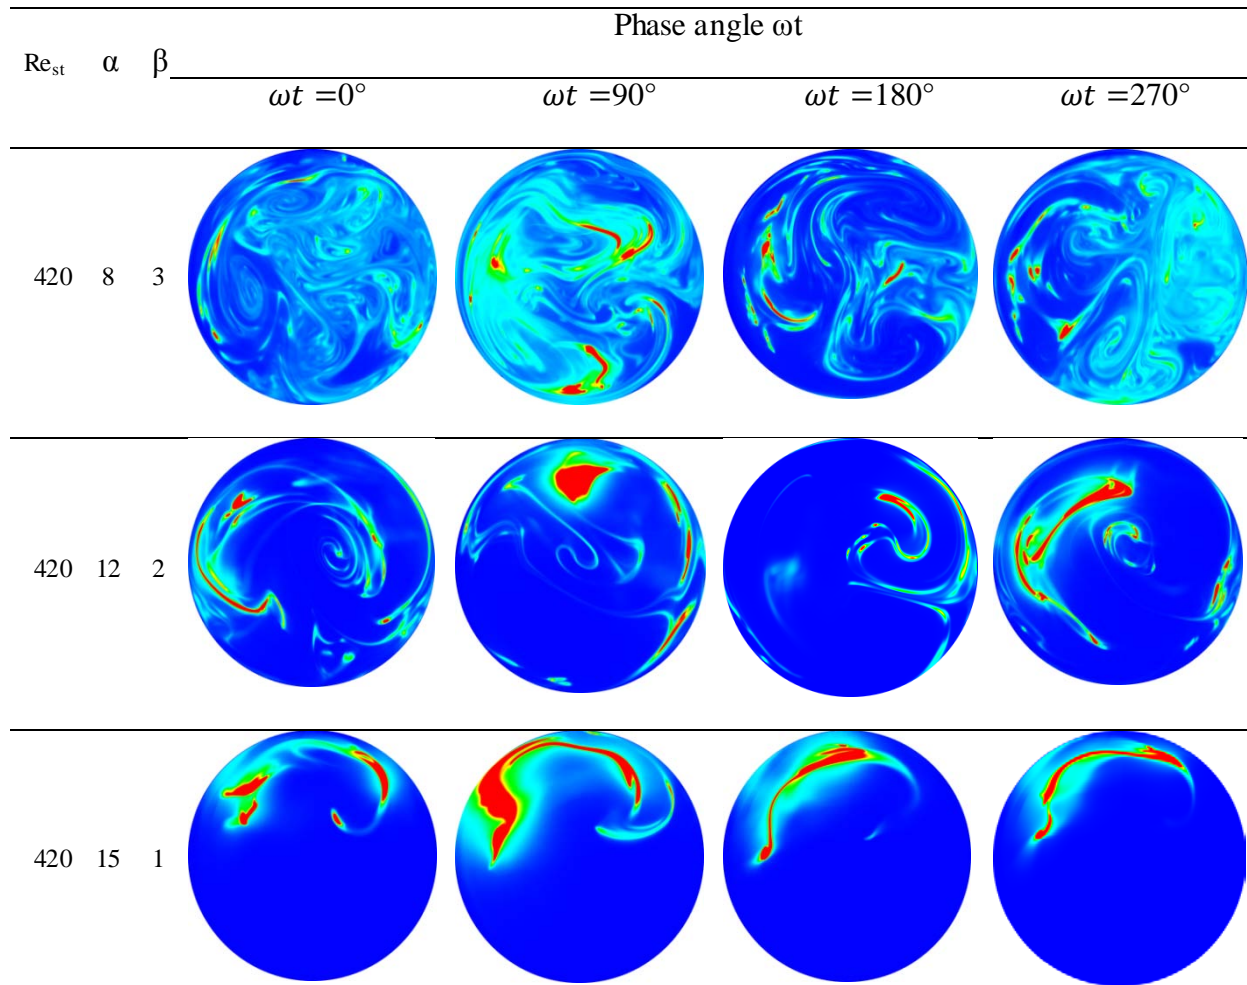 Phase angle ωt
Re_st α β
𝜔𝑡 =0° 𝜔𝑡 =90° 𝜔𝑡 =180° 𝜔𝑡 =270°
420 8 3
420 12 2
420 15 1